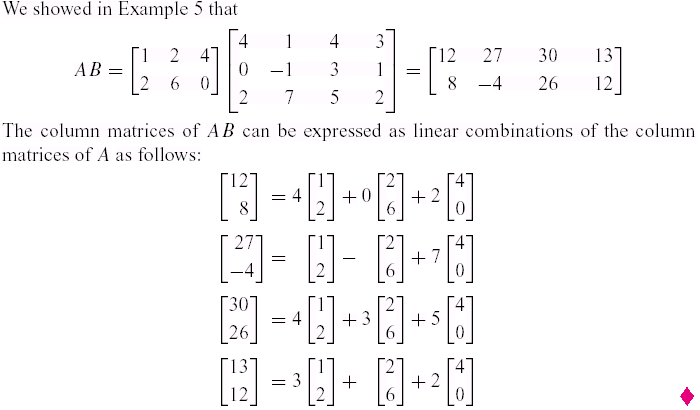 We showed in Example 5 that
AB = [1 2 4; 2 6 0] [4 1 4 3; 0 −1 3 1; 2 7 5 2] = [12 27 30 13; 8 −4 26 12]
The column matrices of AB can be expressed as linear combinations of the column
matrices of A as follows:
[12; 8] = 4 [1; 2] + 0 [2; 6] + 2 [4; 0]
[27; −4] = [1; 2] − [2; 6] + 7 [4; 0]
[30; 26] = 4 [1; 2] + 3 [2; 6] + 5 [4; 0]
[13; 12] = 3 [1; 2] + [2; 6] + 2 [4; 0]